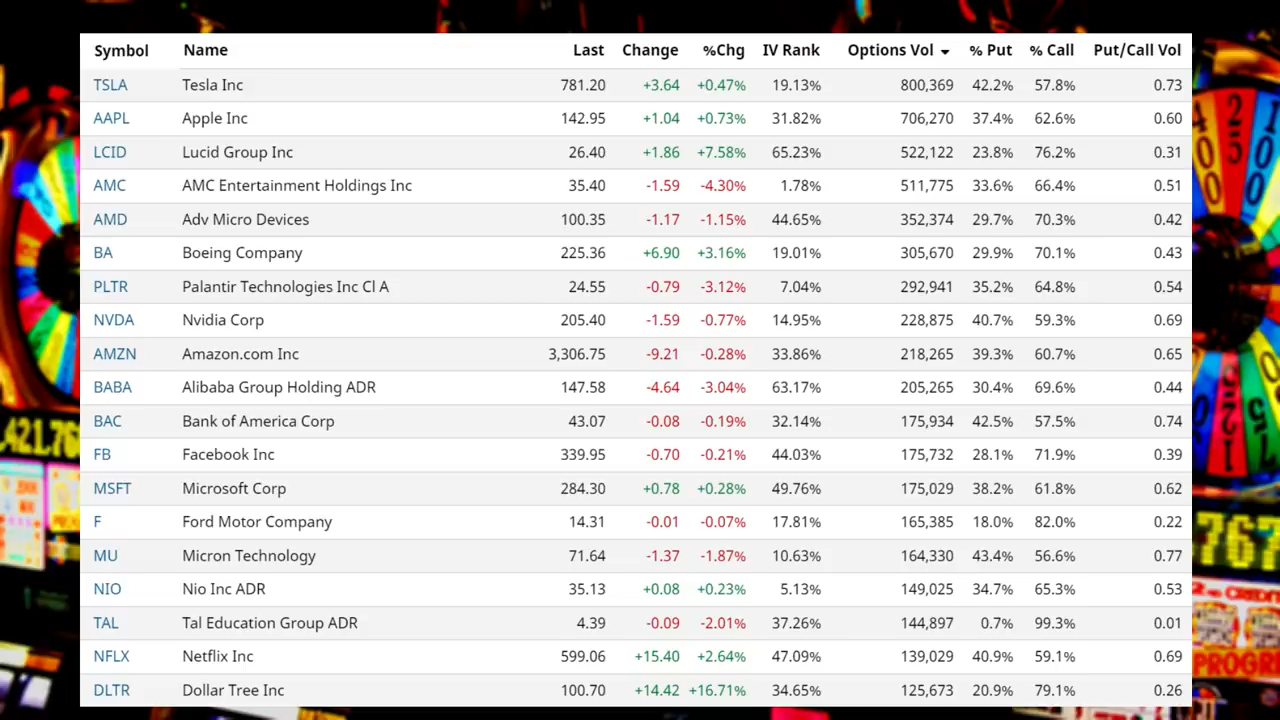 Symbol Name Last Change %Chg IV Rank Options Vol % Put % Call Put/Call Vol
TSLA Tesla Inc 781.20 +3.64 +0.47% 19.13% 800,369 42.2% 57.8% 0.73
AAPL Apple Inc 142.95 +1.04 +0.73% 31.82% 706,270 37.4% 62.6% 0.60
LCID Lucid Group Inc 26.40 +1.86 +7.58% 65.23% 522,122 23.8% 76.2% 0.31
AMC AMC Entertainment Holdings Inc 35.40 -1.59 -4.30% 1.78% 511,775 33.6% 66.4% 0.51
AMD Adv Micro Devices 100.35 -1.17 -1.15% 44.65% 352,374 29.7% 70.3% 0.42
BA Boeing Company 225.36 +6.90 +3.16% 19.01% 305,670 29.9% 70.1% 0.43
PLTR Palantir Technologies Inc Cl A 24.55 -0.79 -3.12% 7.04% 292,941 35.2% 64.8% 0.54
NVDA Nvidia Corp 205.40 -1.59 -0.77% 14.95% 228,875 40.7% 59.3% 0.69
AMZN Amazon.com Inc 3,306.75 -9.21 -0.28% 33.86% 218,265 39.3% 60.7% 0.65
BABA Alibaba Group Holding ADR 147.58 -4.64 -3.04% 63.17% 205,265 30.4% 69.6% 0.44
BAC Bank of America Corp 43.07 -0.08 -0.19% 32.14% 175,934 42.5% 57.5% 0.74
FB Facebook Inc 339.95 -0.70 -0.21% 44.03% 175,732 28.1% 71.9% 0.39
MSFT Microsoft Corp 284.30 +0.78 +0.28% 49.76% 175,029 38.2% 61.8% 0.62
F Ford Motor Company 14.31 -0.01 -0.07% 17.81% 165,385 18.0% 82.0% 0.22
MU Micron Technology 71.64 -1.37 -1.87% 10.63% 164,330 43.4% 56.6% 0.77
NIO Nio Inc ADR 35.13 +0.08 +0.23% 5.13% 149,025 34.7% 65.3% 0.53
TAL Tal Education Group ADR 4.39 -0.09 -2.01% 37.26% 144,897 0.7% 99.3% 0.01
NFLX Netflix Inc 599.06 +15.40 +2.64% 47.09% 139,029 40.9% 59.1% 0.69
DLTR Dollar Tree Inc 100.70 +14.42 +16.71% 34.65% 125,673 20.9% 79.1% 0.26